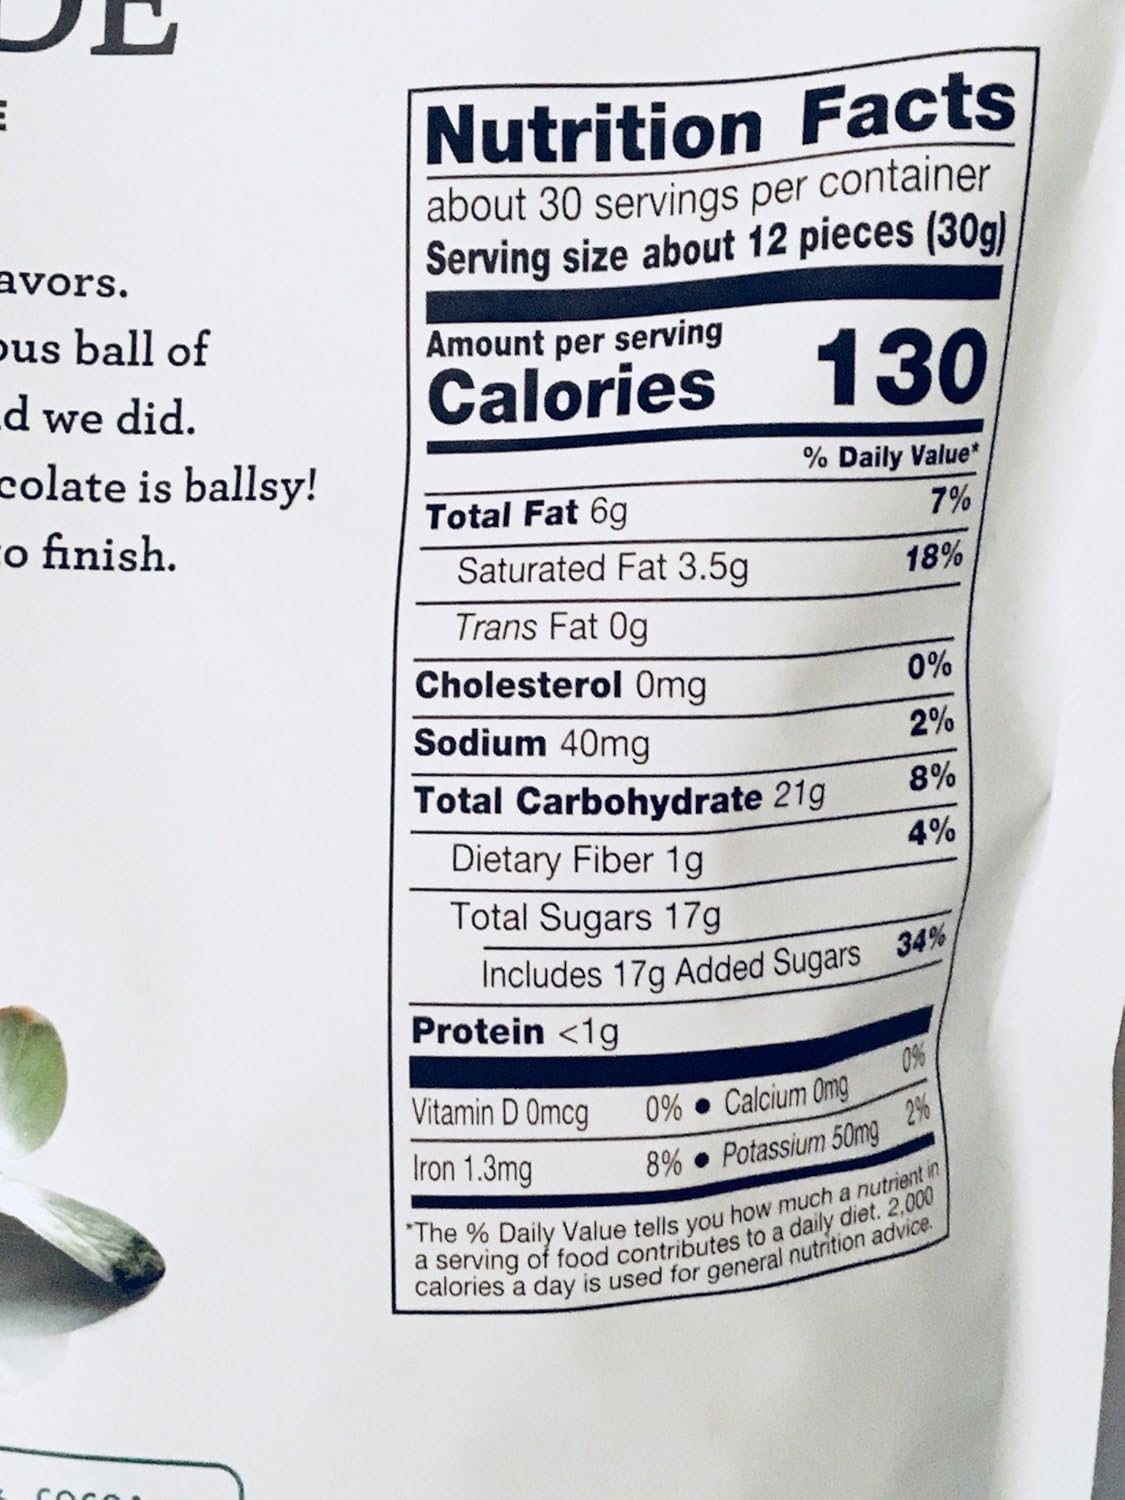 DE
E
avors.
ous ball of
d we did.
colate is ballsy!
to finish.
Nutrition Facts
about 30 servings per container
Serving size about 12 pieces (30g)
Amount per serving
Calories 130
% Daily Value*
Total Fat 6g 7%
Saturated Fat 3.5g 18%
Trans Fat 0g
Cholesterol 0mg 0%
Sodium 40mg 2%
Total Carbohydrate 21g 8%
Dietary Fiber 1g 4%
Total Sugars 17g
Includes 17g Added Sugars 34%
Protein <1g
Vitamin D 0mcg 0% • Calcium 0mg 0%
Iron 1.3mg 8% • Potassium 50mg 2%
*The % Daily Value tells you how much a nutrient in
a serving of food contributes to a daily diet. 2,000
calories a day is used for general nutrition advice.